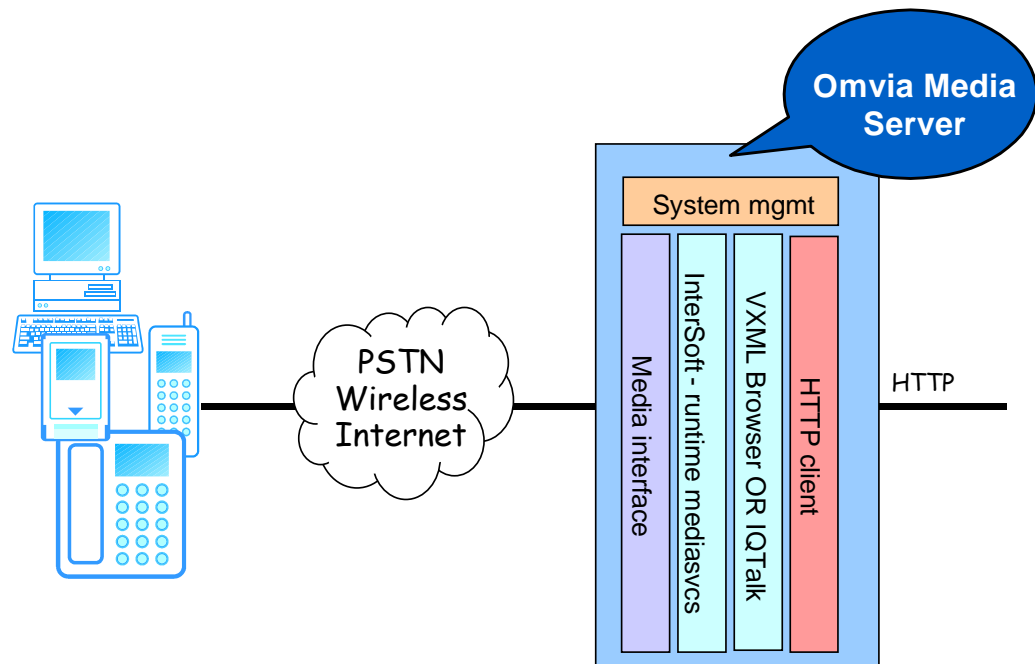 Omvia Media
Server
System mgmt
PSTN
Wireless
Internet
Media interface
InterSoft - runtime mediasvcs
VXML Browser OR IQTalk
HTTP client
HTTP